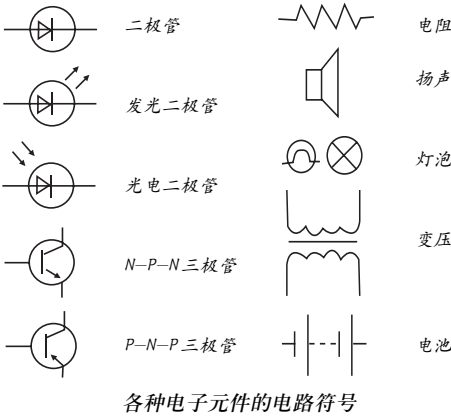 二极管
电阻
发光二极管
扬声
光电二极管
灯泡
N—P—N 三极管
变压
P—N—P 三极管
电池
各种电子元件的电路符号